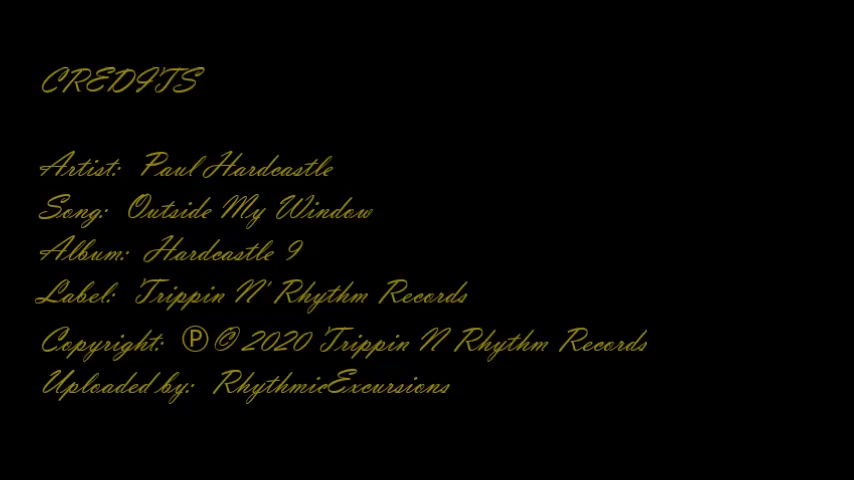 CREDITS
Artist: Paul Hardcastle
Song: Outside My Window
Album: Hardcastle 9
Label: Trippin N' Rhythm Records
Copyright: ℗ © 2020 Trippin N Rhythm Records
Uploaded by: RhythmicExcursions